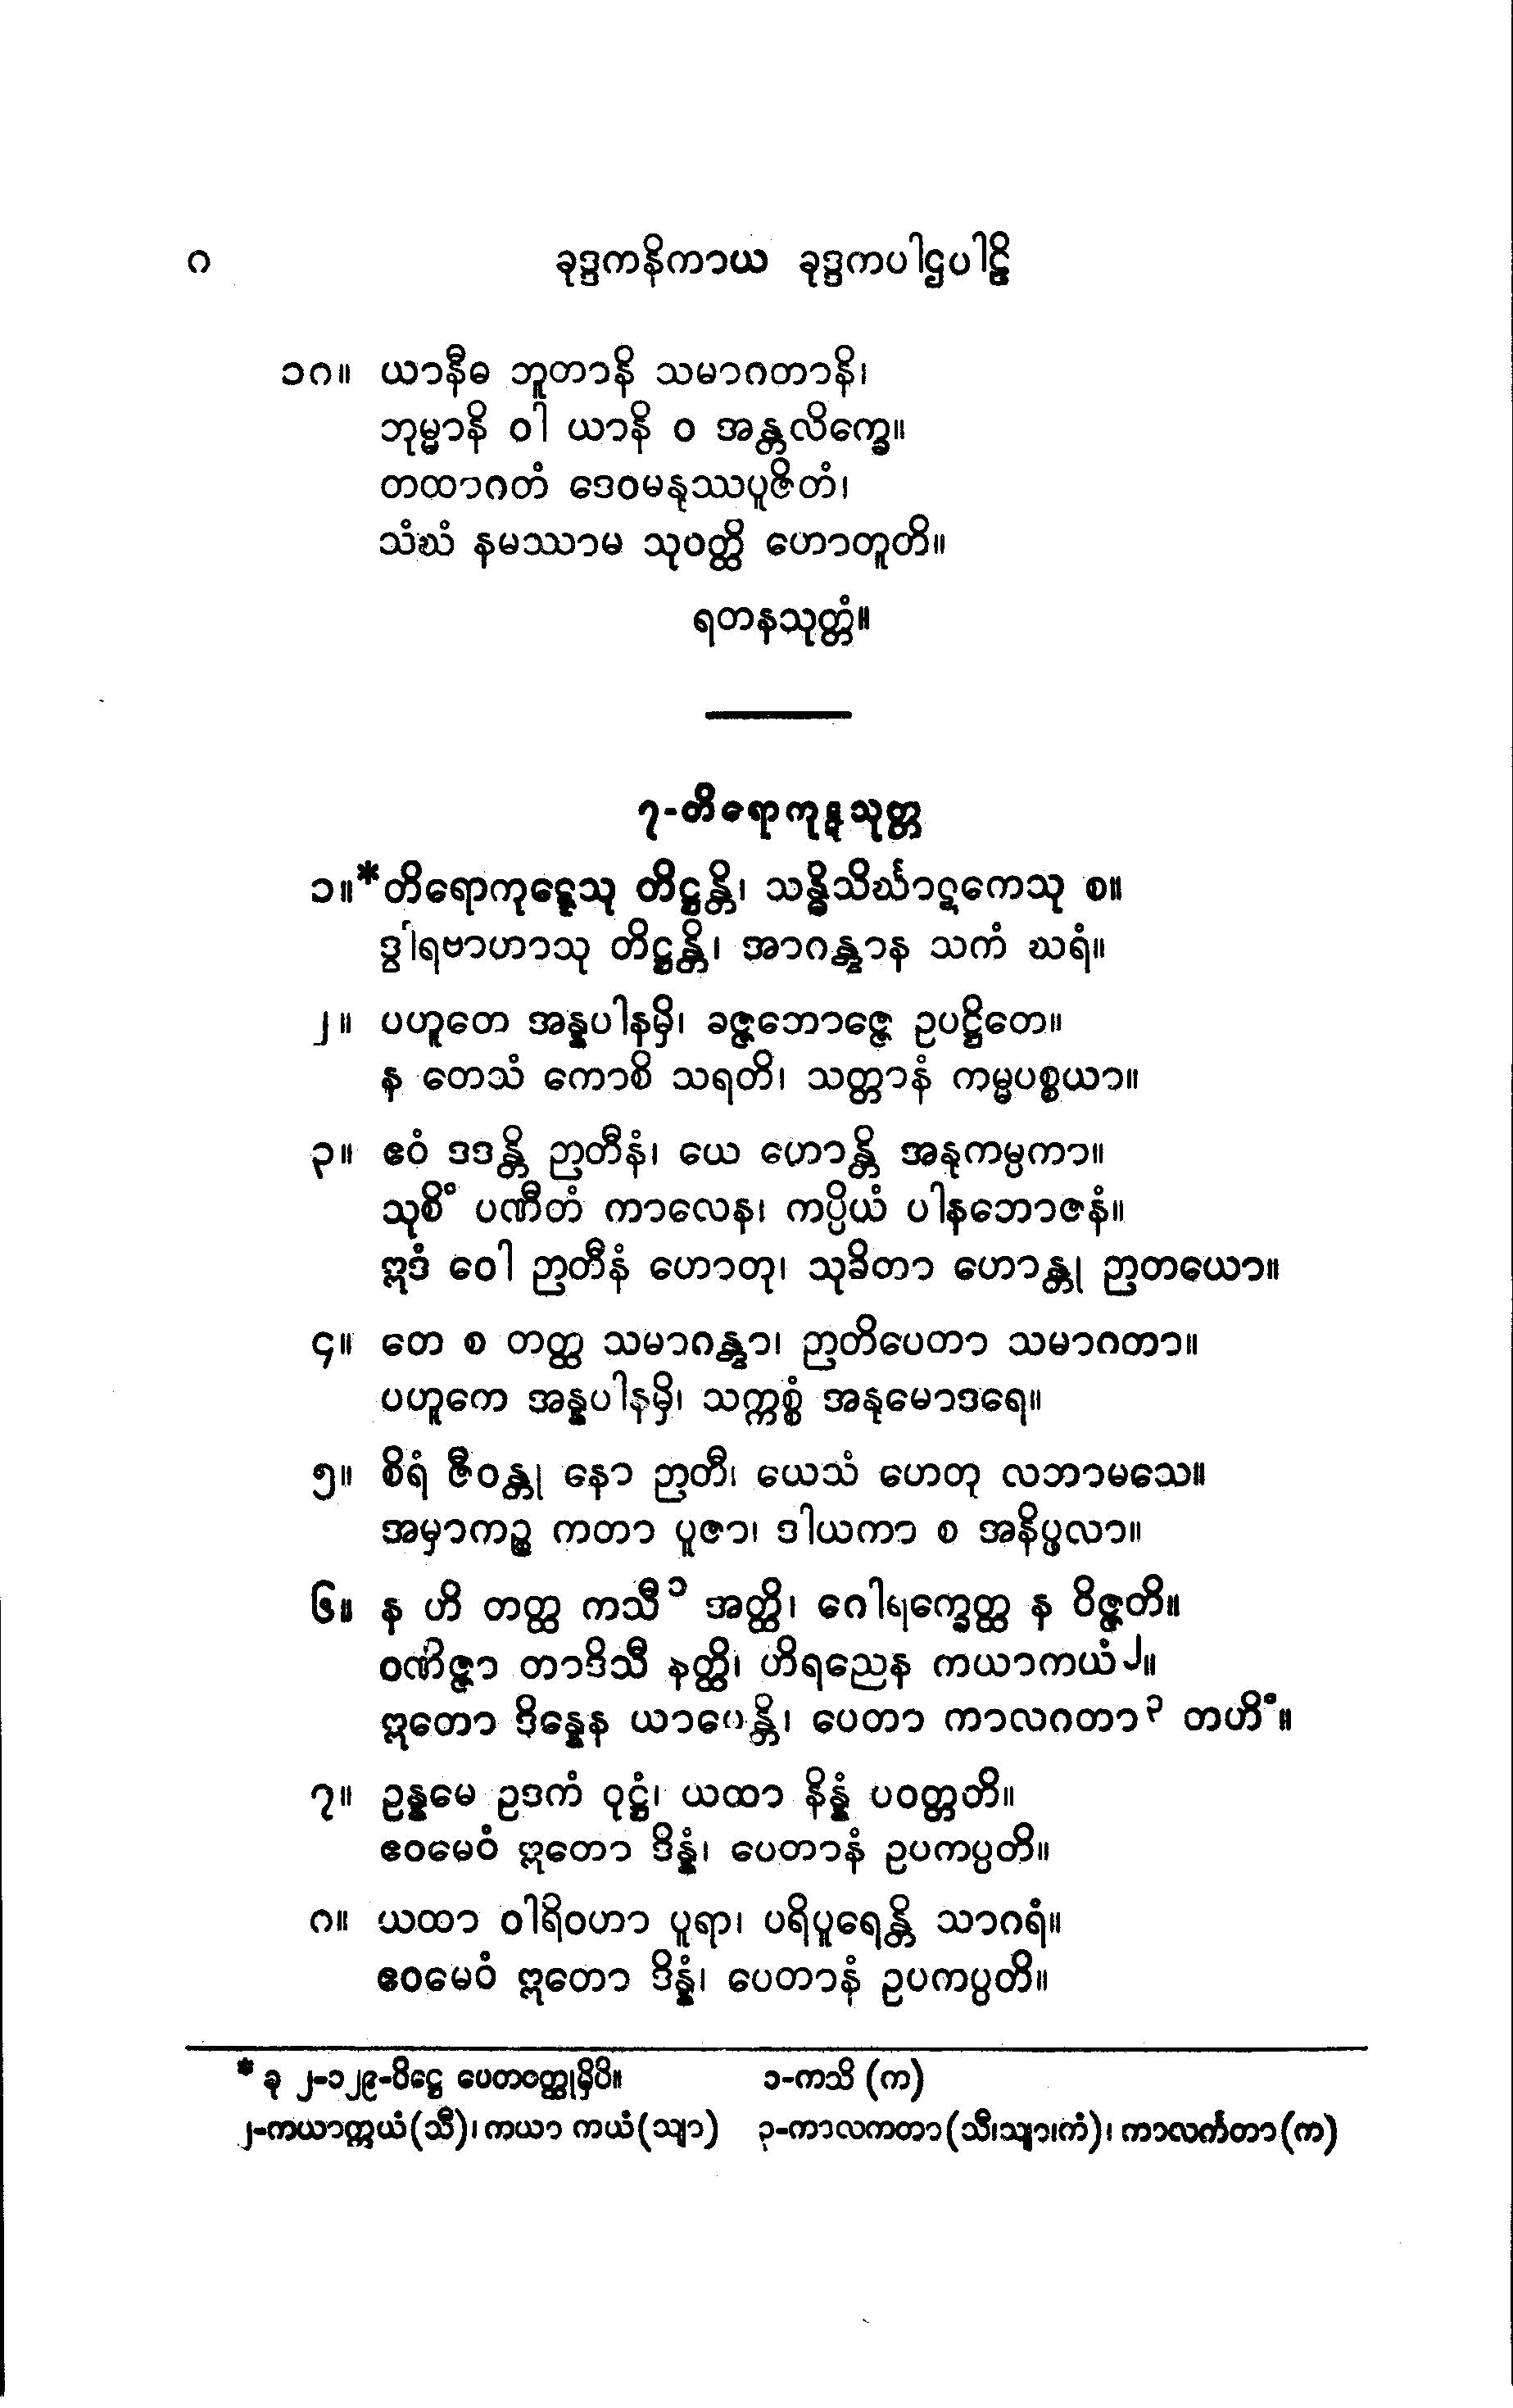 ၈ ခုဒ္ဒကနိကာယ ခုဒ္ဒကပါဌပါဠိ
၁၈။ ယာနီဓ ဘူတာနိ သမာဂတာနိ၊
ဘုမ္မာနိ ဝါ ယာနိ ဝ အန္တလိက္ခေ။
တထာဂတံ ဒေဝမနုဿပူဇိတံ၊
သံဃံ နမဿာမ သုဝတ္ထိ ဟောတူတိ။
ရတနသုတ္တံ။
၇-တိရောကုဋ္ဋသုတ္တ
၁။*တိရောကုဋ္ဋေသု တိဋ္ဌန္တိ၊ သန္ဓိသိင်္ဃာဋကေသု စ။
ဒွါရဗာဟာသု တိဋ္ဌန္တိ၊ အာဂန္တွာန သကံ ဃရံ။
၂။ ပဟူတေ အန္နပါနမှိ၊ ခဇ္ဇဘောဇ္ဇေ ဥပဋ္ဌိတေ။
န တေသံ ကောစိ သရတိ၊ သတ္တာနံ ကမ္မပစ္စယာ။
၃။ ဧဝံ ဒဒန္တိ ဉာတီနံ၊ ယေ ဟောန္တိ အနုကမ္ပကာ။
သုစိံ ပဏီတံ ကာလေန၊ ကပ္ပိယံ ပါနဘောဇနံ။
ဣဒံ ဝေါ ဉာတီနံ ဟောတု၊ သုခိတာ ဟောန္တု ဉာတယော။
၄။ တေ စ တတ္ထ သမာဂန္တွာ၊ ဉာတိပေတာ သမာဂတာ။
ပဟူကေ အန္နပါနမှိ၊ သက္ကစ္စံ အနုမောဒရေ။
၅။ စိရံ ဇီဝန္တု နော ဉာတီ၊ ယေသံ ဟေတု လဘာမသေ။
အမှာကဉ္စ ကတာ ပူဇာ၊ ဒါယကာ စ အနိပ္ဖလာ။
၆။ န ဟိ တတ္ထ ကသီ၁ အတ္ထိ၊ ဂေါရက္ခေတ္ထ န ဝိဇ္ဇတိ။
ဝဏိဇ္ဇာ တာဒိသီ နတ္ထိ၊ ဟိရညေန ကယာကယံ၂။
ဣတော ဒိန္နေန ယာပေန္တိ၊ ပေတာ ကာလဂတာ၃ တဟိံ။
၇။ ဥန္နမေ ဥဒကံ ဝုဋ္ဌံ၊ ယထာ နိန္နံ ပဝတ္တတိ။
ဧဝမေဝံ ဣတော ဒိန္နံ၊ ပေတာနံ ဥပကပ္ပတိ။
၈။ ယထာ ဝါရိဝဟာ ပူရာ၊ ပရိပူရေန္တိ သာဂရံ။
ဧဝမေဝံ ဣတော ဒိန္နံ၊ ပေတာနံ ဥပကပ္ပတိ။
* ခု ၂-၁၂၉-ပိဋ္ဌေ ပေတဝတ္ထုမှိပိ။ ၁-ကသိ (က)
၂-ကယာက္ကယံ(သီ)၊ ကယာ ကယံ(သျာ) ၃-ကာလကတာ(သီ၊သျာ၊ကံ)၊ ကာလင်္ကတာ(က)